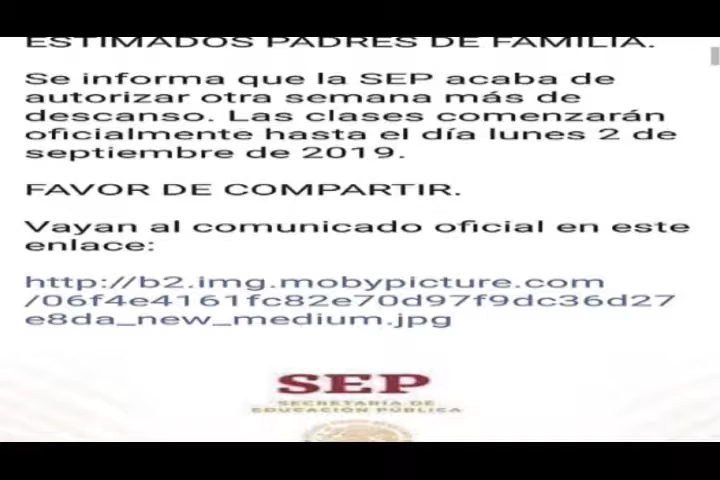 ESTIMADOS PADRES DE FAMILIA.
Se informa que la SEP acaba de
autorizar otra semana más de
descanso. Las clases comenzarán
oficialmente hasta el día lunes 2 de
septiembre de 2019.
FAVOR DE COMPARTIR.
Vayan al comunicado oficial en este
enlace:
http://b2.img.mobypicture.com
/06f4e4161fc82e70d97f9dc36d27
e8da_new_medium.jpg
SEP
SECRETARÍA DE
EDUCACIÓN PÚBLICA